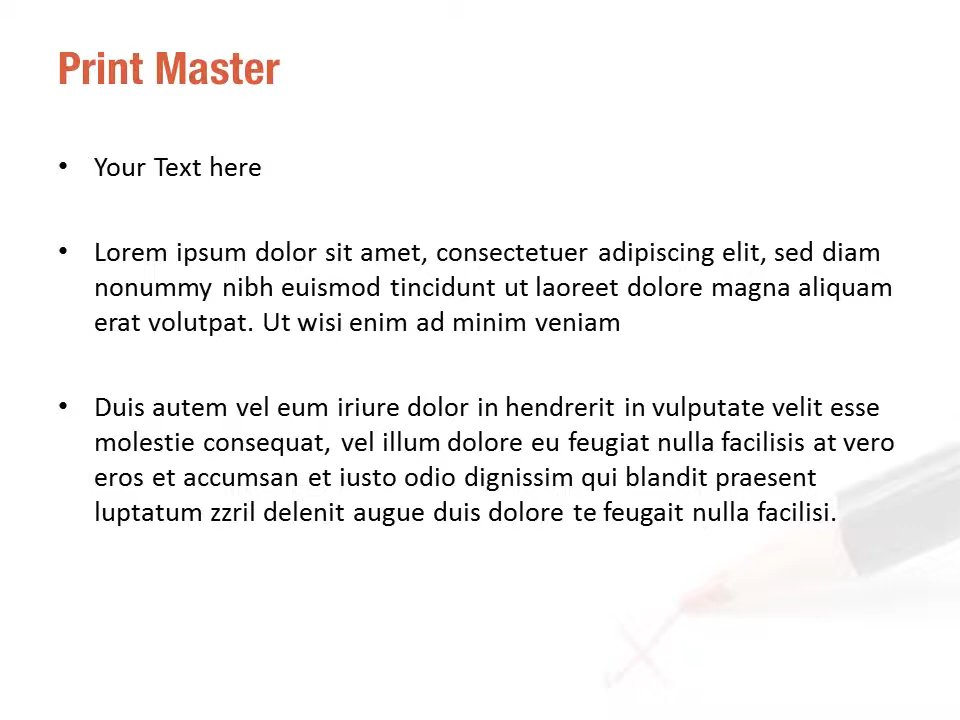 Print Master
• Your Text here
• Lorem ipsum dolor sit amet, consectetuer adipiscing elit, sed diam
nonummy nibh euismod tincidunt ut laoreet dolore magna aliquam
erat volutpat. Ut wisi enim ad minim veniam
• Duis autem vel eum iriure dolor in hendrerit in vulputate velit esse
molestie consequat, vel illum dolore eu feugiat nulla facilisis at vero
eros et accumsan et iusto odio dignissim qui blandit praesent
luptatum zzril delenit augue duis dolore te feugait nulla facilisi.